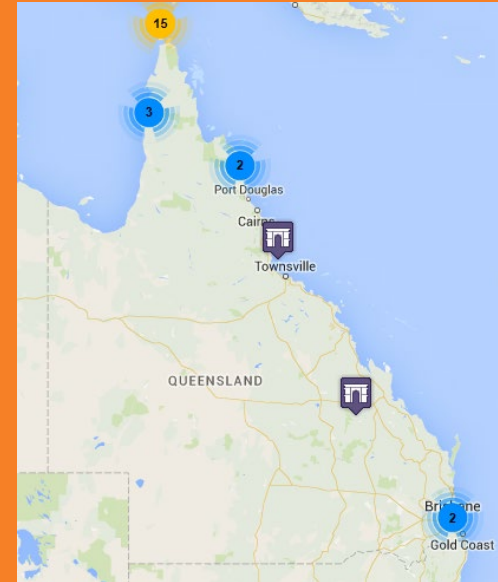 15
3
2
Port Douglas
Cairns
Townsville
QUEENSLAND
Brisbane
2
Gold Coast